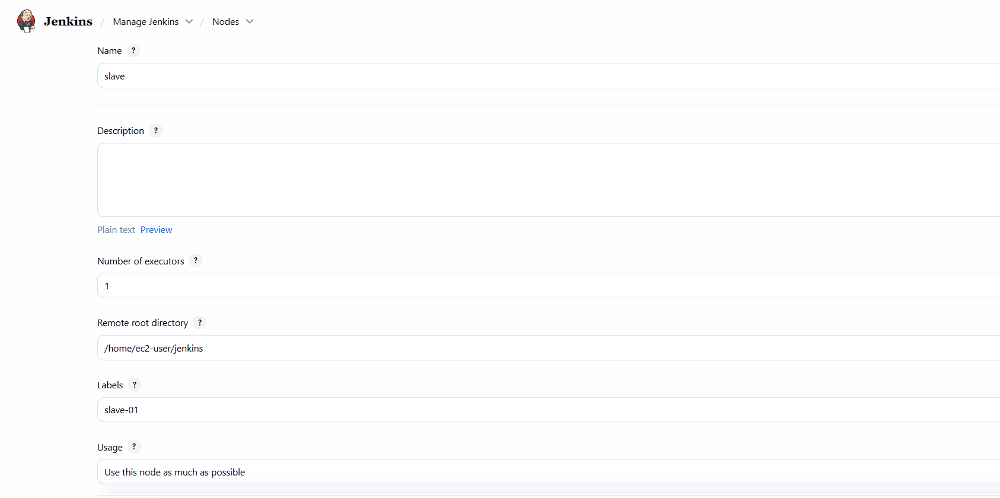 Jenkins / Manage Jenkins / Nodes
Name ?
slave
Description ?
Plain text Preview
Number of executors ?
1
Remote root directory ?
/home/ec2-user/jenkins
Labels ?
slave-01
Usage ?
Use this node as much as possible